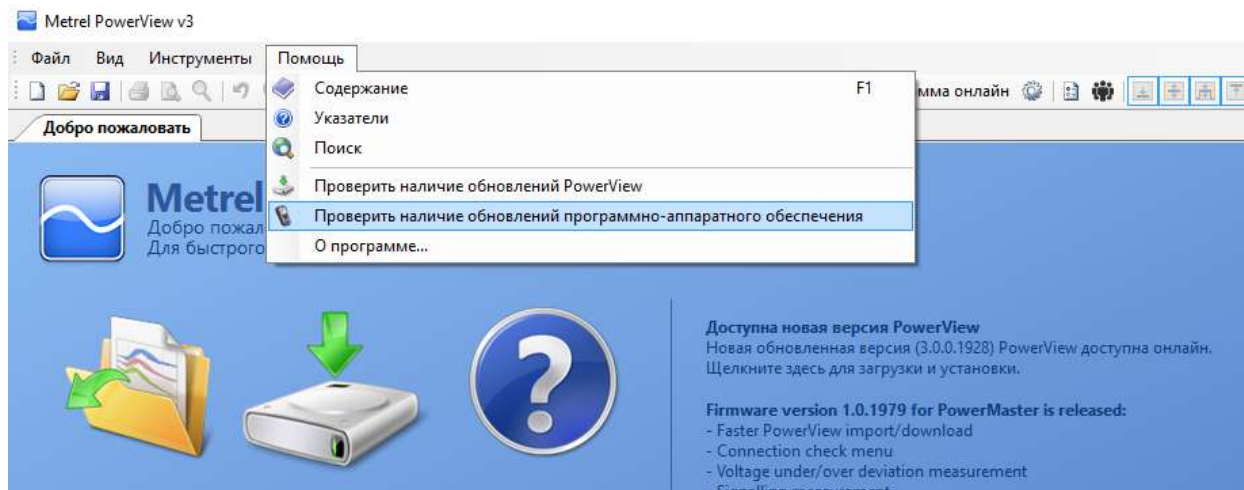 Metrel PowerView v3
Файл Вид Инструменты Помощь
Содержание F1
мма онлайн
Указатели
Добро пожаловать
Поиск
Проверить наличие обновлений PowerView
Проверить наличие обновлений программно-аппаратного обеспечения
О программе...
Metrel
Добро пожал
Для быстрого
Доступна новая версия PowerView
Новая обновленная версия (3.0.0.1928) PowerView доступна онлайн.
Щелкните здесь для загрузки и установки.
Firmware version 1.0.1979 for PowerMaster is released:
- Faster PowerView import/download
- Connection check menu
- Voltage under/over deviation measurement
- Signalling measurement